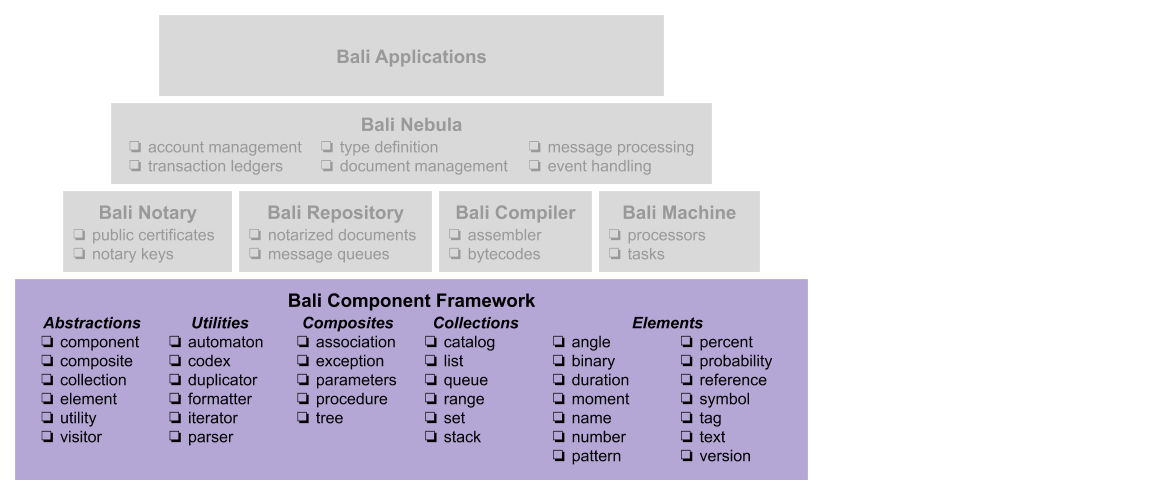 Bali Applications
Bali Nebula
❏ account management ❏ type definition ❏ message processing
❏ transaction ledgers ❏ document management ❏ event handling
Bali Notary Bali Repository Bali Compiler Bali Machine
❏ public certificates ❏ notarized documents ❏ assembler ❏ processors
❏ notary keys ❏ message queues ❏ bytecodes ❏ tasks
Bali Component Framework
Abstractions Utilities Composites Collections Elements
❏ component ❏ automaton ❏ association ❏ catalog ❏ angle ❏ percent
❏ composite ❏ codex ❏ exception ❏ list ❏ binary ❏ probability
❏ collection ❏ duplicator ❏ parameters ❏ queue ❏ duration ❏ reference
❏ element ❏ formatter ❏ procedure ❏ range ❏ moment ❏ symbol
❏ utility ❏ iterator ❏ tree ❏ set ❏ name ❏ tag
❏ visitor ❏ parser ❏ stack ❏ number ❏ text
❏ pattern ❏ version